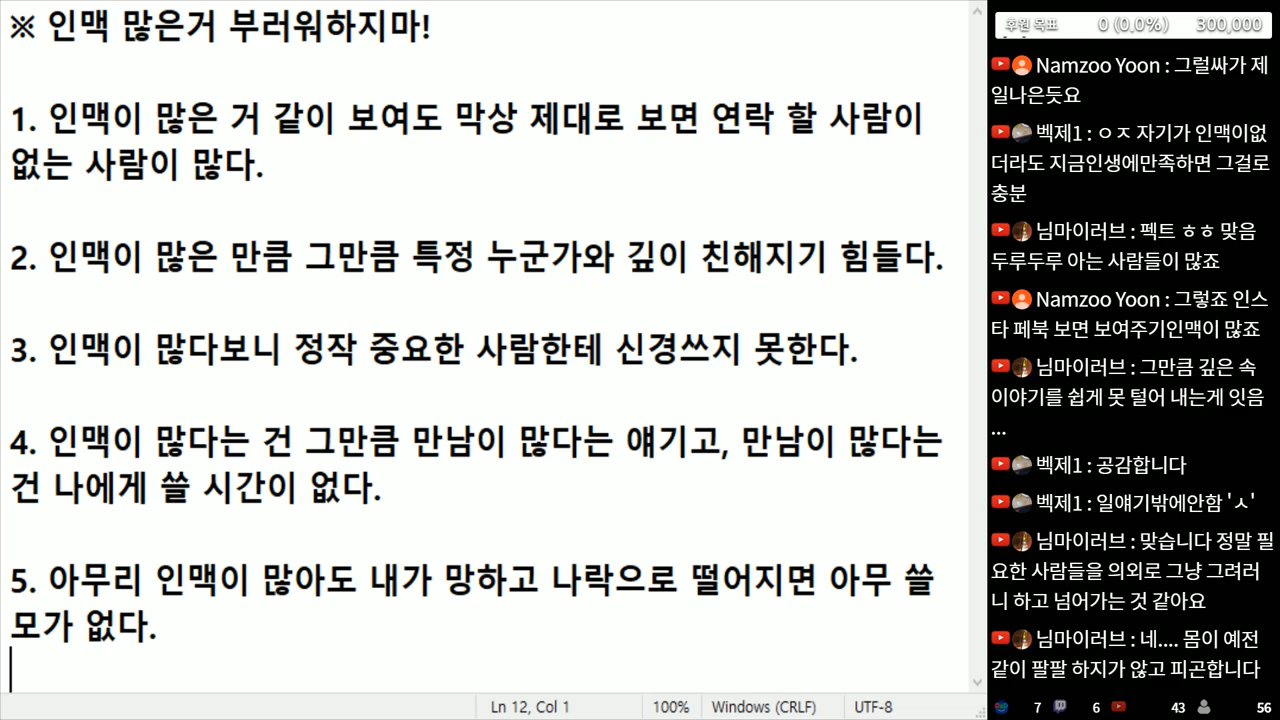 ※ 인맥 많은거 부러워하지마!
1. 인맥이 많은 거 같이 보여도 막상 제대로 보면 연락 할 사람이
없는 사람이 많다.
2. 인맥이 많은 만큼 그만큼 특정 누군가와 깊이 친해지기 힘들다.
3. 인맥이 많다보니 정작 중요한 사람한테 신경쓰지 못한다.
4. 인맥이 많다는 건 그만큼 만남이 많다는 얘기고, 만남이 많다는
건 나에게 쓸 시간이 없다.
5. 아무리 인맥이 많아도 내가 망하고 나락으로 떨어지면 아무 쓸
모가 없다.
Ln 12, Col 1 100% Windows (CRLF) UTF-8
후원 목표 0 (0.0%) 300,000
Namzoo Yoon : 그럴싸가 제
일나은듯요
벡제1 : ㅇㅈ 자기가 인맥이없
더라도 지금인생에만족하면 그걸로
충분
님마이러브 : 펙트 ㅎㅎ 맞음
두루두루 아는 사람들이 많죠
Namzoo Yoon : 그렇죠 인스
타 페북 보면 보여주기인맥이 많죠
님마이러브 : 그만큼 깊은 속
이야기를 쉽게 못 털어 내는게 잇음
...
벡제1 : 공감합니다
벡제1 : 일얘기밖에안함 'ㅅ'
님마이러브 : 맞습니다 정말 필
요한 사람들을 의외로 그냥 그려러
니 하고 넘어가는 것 같아요
님마이러브 : 네.... 몸이 예전
같이 팔팔 하지가 않고 피곤합니다
7 6 43 56